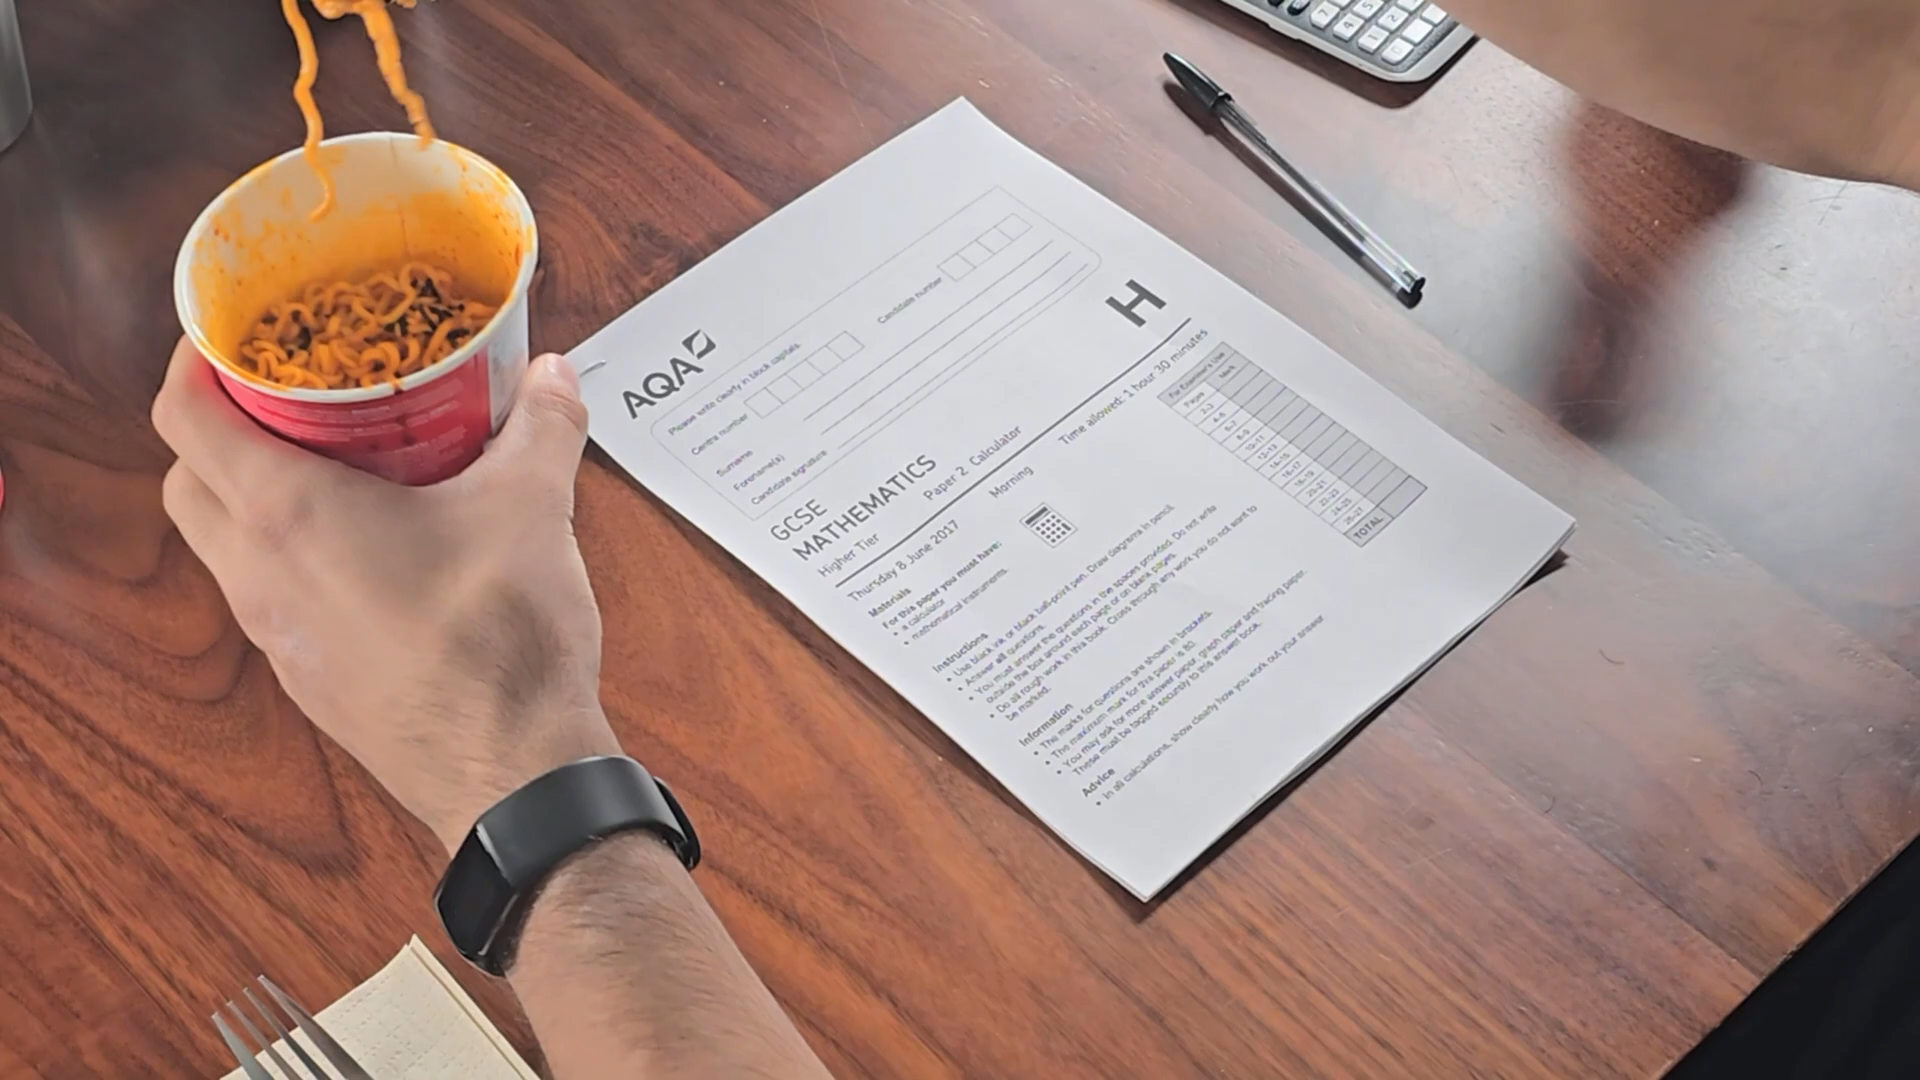 AQA
Please write clearly in block capitals.
Centre number
Candidate number
Surname
Forename(s)
Candidate signature
GCSE
MATHEMATICS
H
Higher Tier
Paper 2 Calculator
Thursday 8 June 2017
Morning
Time allowed: 1 hour 30 minutes
Materials
For this paper you must have:
• a calculator
• mathematical instruments.
Instructions
• Use black ink or black ball-point pen. Draw diagrams in pencil.
• Answer all questions.
• You must answer the questions in the spaces provided. Do not write
outside the box around each page or on blank pages.
• Do all rough work in this book. Cross through any work you do not want to
be marked.
Information
• The marks for questions are shown in brackets.
• The maximum mark for this paper is 80.
• You may ask for more answer paper, graph paper and tracing paper.
These must be tagged securely to this answer book.
Advice
• In all calculations, show clearly how you work out your answer
For Examiner's Use
Pages Mark
2–3
4–5
6–7
8–9
10–11
12–13
14–15
16–17
18–19
20–21
22–23
24–25
26–27
TOTAL
7 4 5
1 2
0